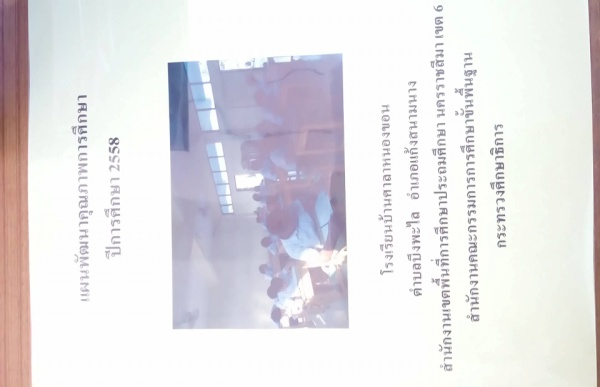 แผนพัฒนาคุณภาพการศึกษา
ปีการศึกษา 2558
โรงเรียนบ้านศาลาหนองขอน
ตำบลบึงพะไล อำเภอแก้งสนามนาง
สำนักงานเขตพื้นที่การศึกษาประถมศึกษา นครราชสีมา เขต 6
สำนักงานคณะกรรมการการศึกษาขั้นพื้นฐาน
กระทรวงศึกษาธิการ